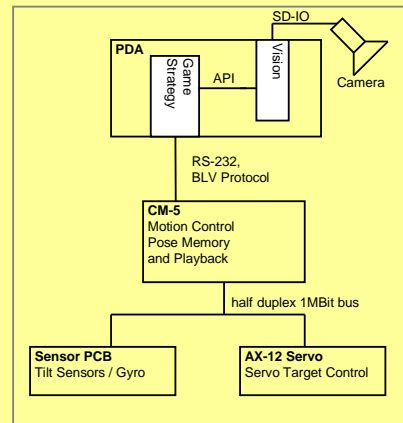 SD-IO
PDA
Game
Strategy
API
Vision
Camera
RS-232,
BLV Protocol
CM-5
Motion Control
Pose Memory
and Playback
half duplex 1MBit bus
Sensor PCB
Tilt Sensors / Gyro
AX-12 Servo
Servo Target Control